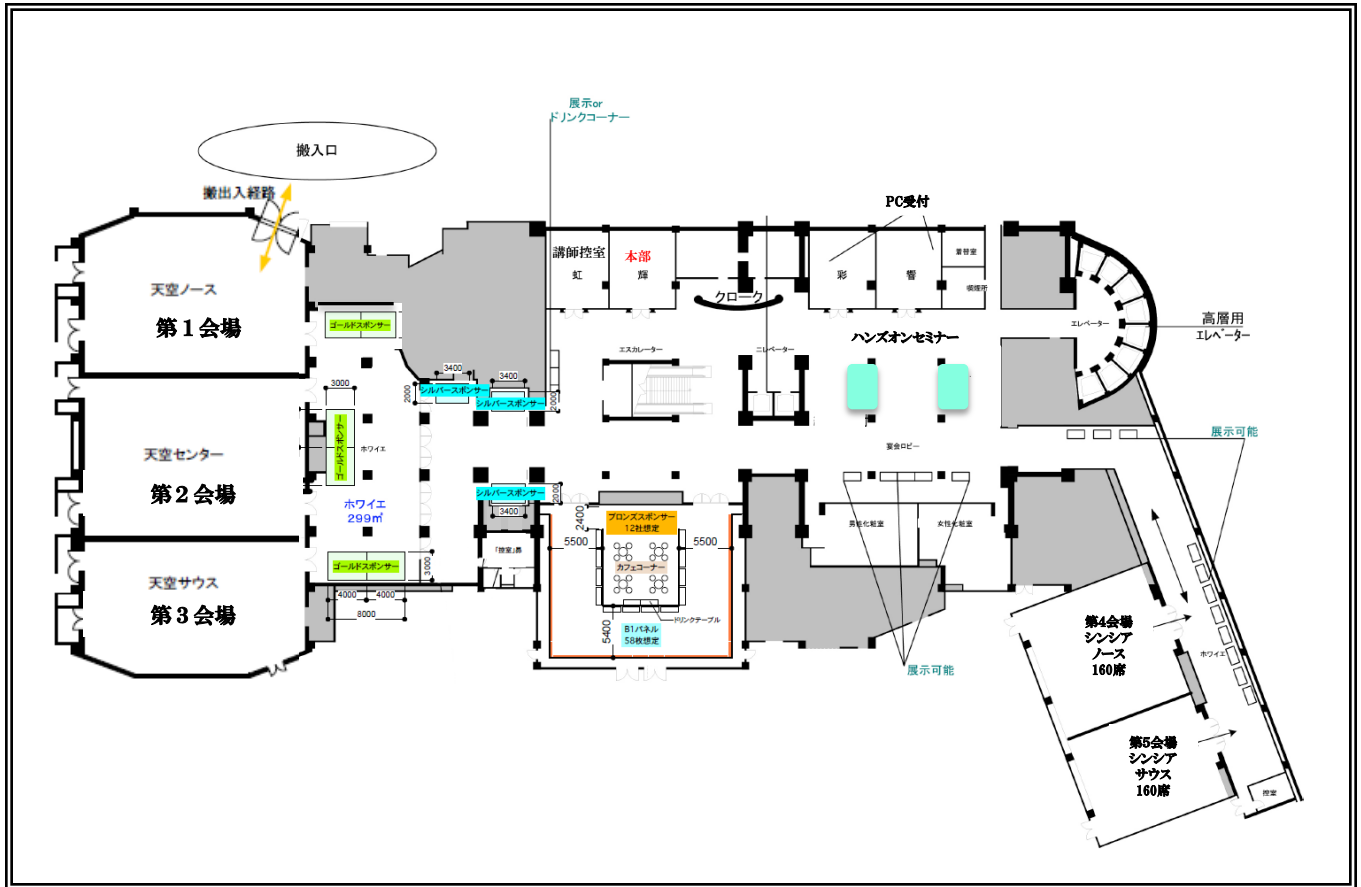 展示or
ドリンクコーナー
搬入口
搬出入経路
PC受付
講師控室
虹
本部
輝
クローク
彩
響
着替室
喫煙所
エレベーター
高層用
エレベーター
天空ノース
第１会場
ゴールドスポンサー
エスカレーター
ハンズオンセミナー
3400
3400
3000
2000
シルバースポンサー
シルバースポンサー
2000
ゴールドスポンサー
ホワイエ
天空センター
第２会場
宴会ロビー
展示可能
ホワイエ
299㎡
シルバースポンサー
2000
3400
ブロンズスポンサー
12社想定
2400
5500
5500
カフェコーナー
男性化粧室
女性化粧室
ゴールドスポンサー
3000
4000
4000
8000
天空サウス
第３会場
ドリンクテーブル
B1パネル
58枚想定
5400
展示可能
第4会場
シンシア
ノース
160席
ホワイエ
第5会場
シンシア
サウス
160席
控室